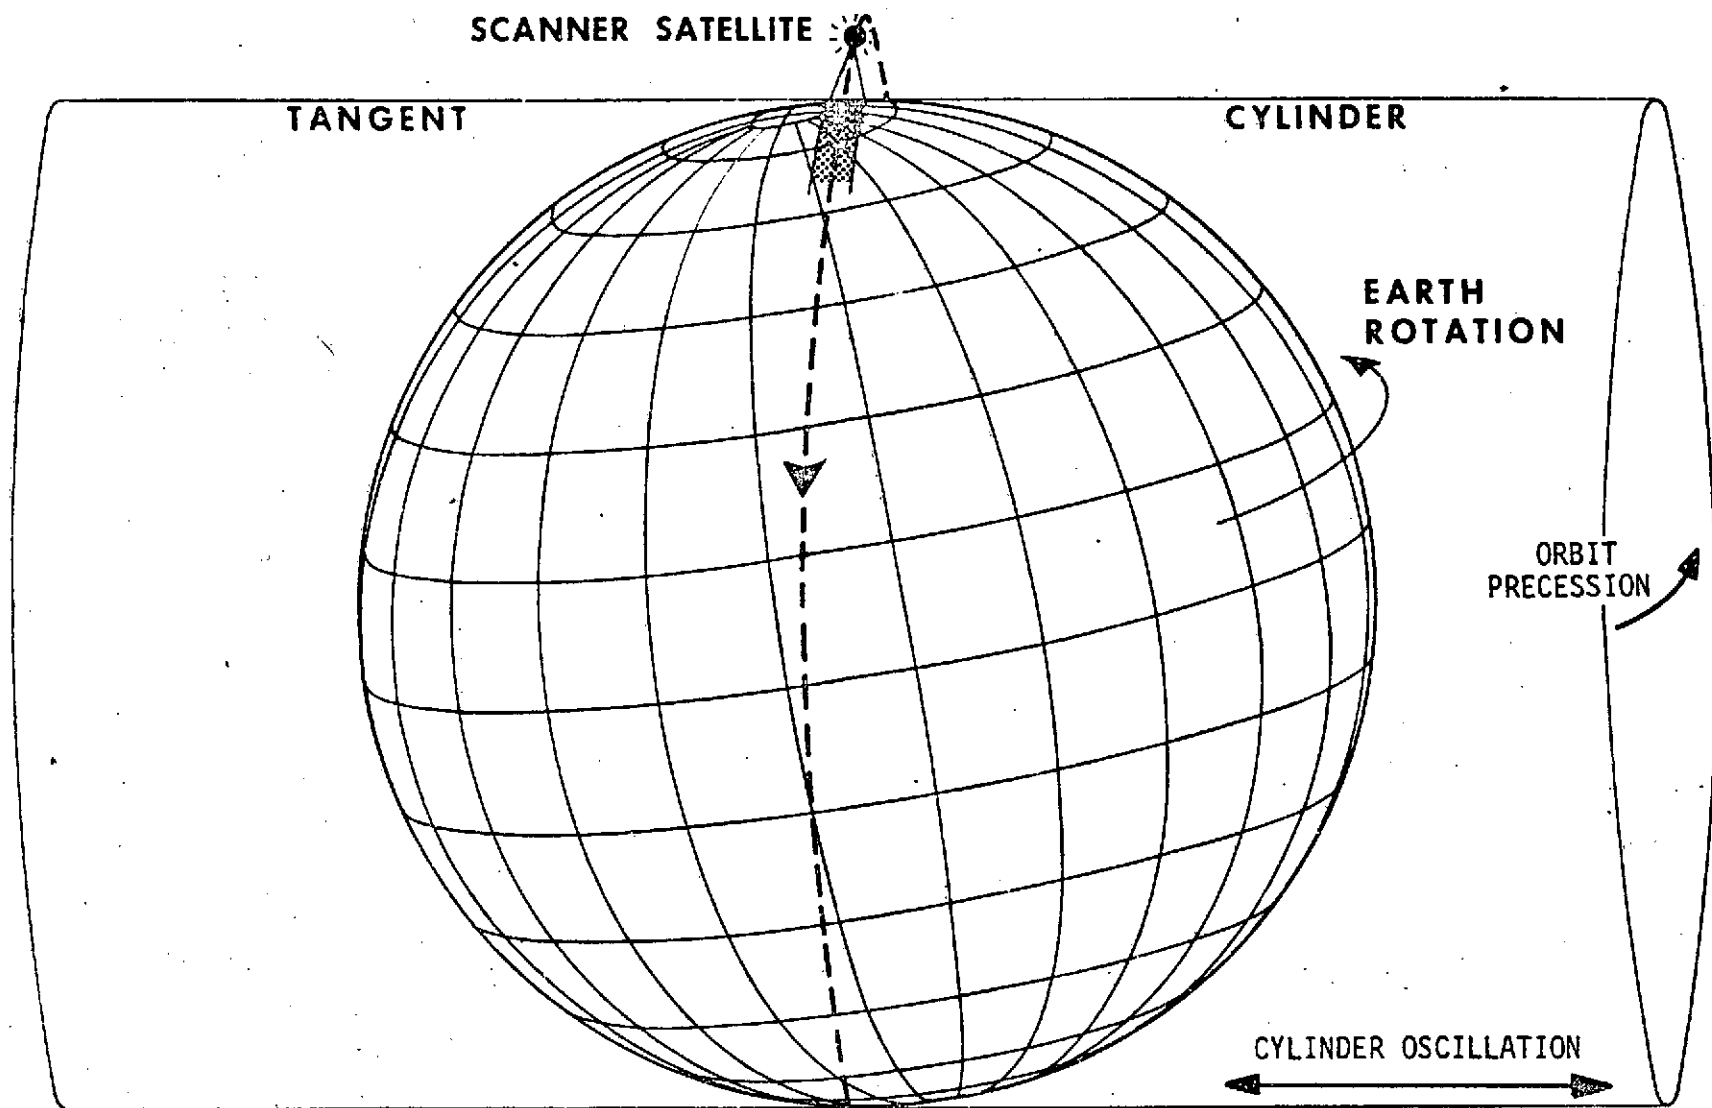 SCANNER SATELLITE
TANGENT
CYLINDER
EARTH
ROTATION
ORBIT
PRECESSION
CYLINDER OSCILLATION